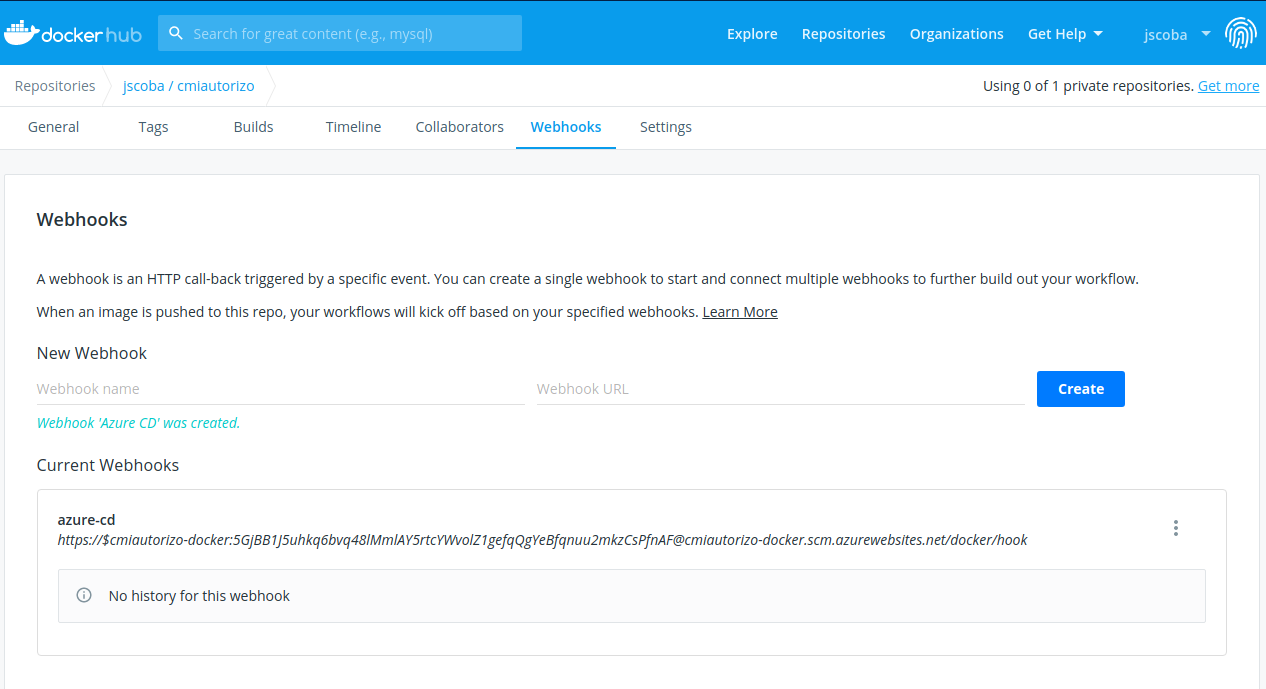 docker hub
Search for great content (e.g., mysql)
Explore
Repositories
Organizations
Get Help
jscoba
Repositories
jscoba / cmiautorizo
Using 0 of 1 private repositories. Get more
General
Tags
Builds
Timeline
Collaborators
Webhooks
Settings
Webhooks
A webhook is an HTTP call-back triggered by a specific event. You can create a single webhook to start and connect multiple webhooks to further build out your workflow.
When an image is pushed to this repo, your workflows will kick off based on your specified webhooks. Learn More
New Webhook
Webhook name
Webhook URL
Create
Webhook 'Azure CD' was created.
Current Webhooks
azure-cd
https://$cmiautorizo-docker:5GjBB1J5uhkq6bvq48lMmlAY5rtcYWvolZ1gefqQgYeBfqnuu2mkzCsPfnAF@cmiautorizo-docker.scm.azurewebsites.net/docker/hook
No history for this webhook